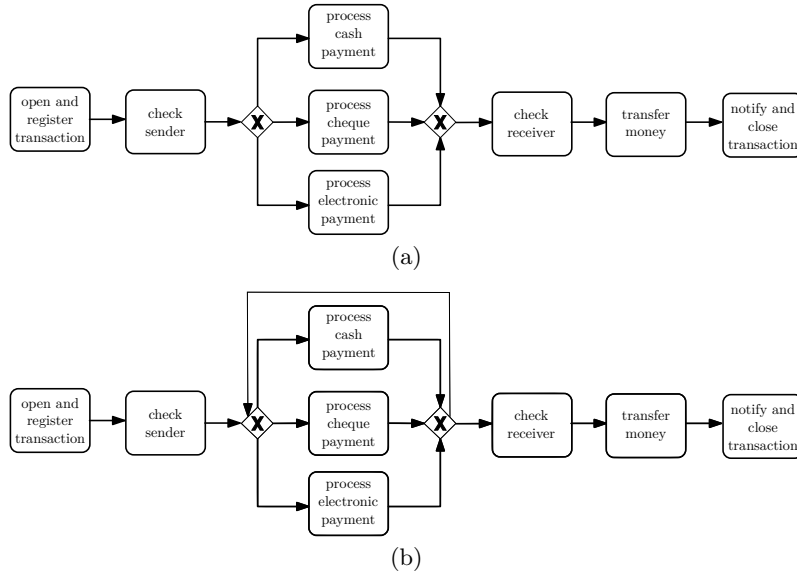 process
cash
payment
open and
register
transaction
check
sender
X
process
cheque
payment
X
check
receiver
transfer
money
notify and
close
transaction
process
electronic
payment
(a)
process
cash
payment
open and
register
transaction
check
sender
X
process
cheque
payment
X
check
receiver
transfer
money
notify and
close
transaction
process
electronic
payment
(b)